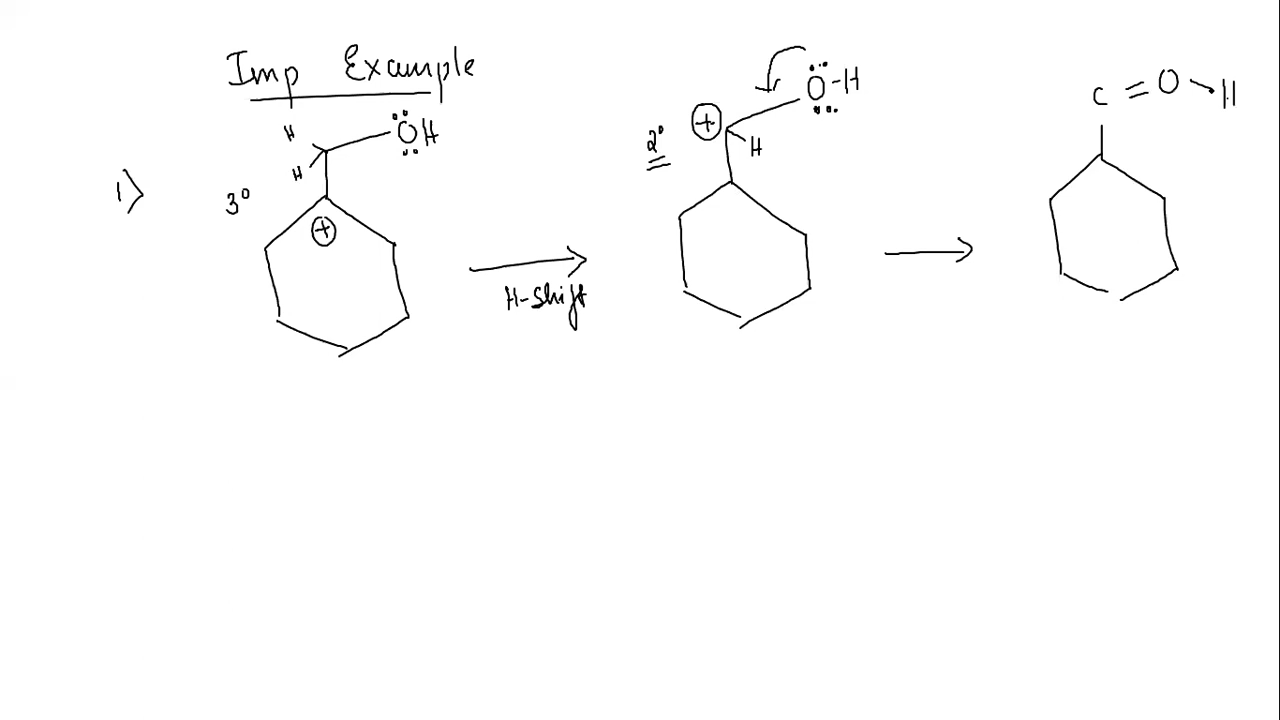 Imp Example
1)
H
H
ÖH
3°
⊕
H-Shift
2°
⊕
H
Ö-H
C=O-H